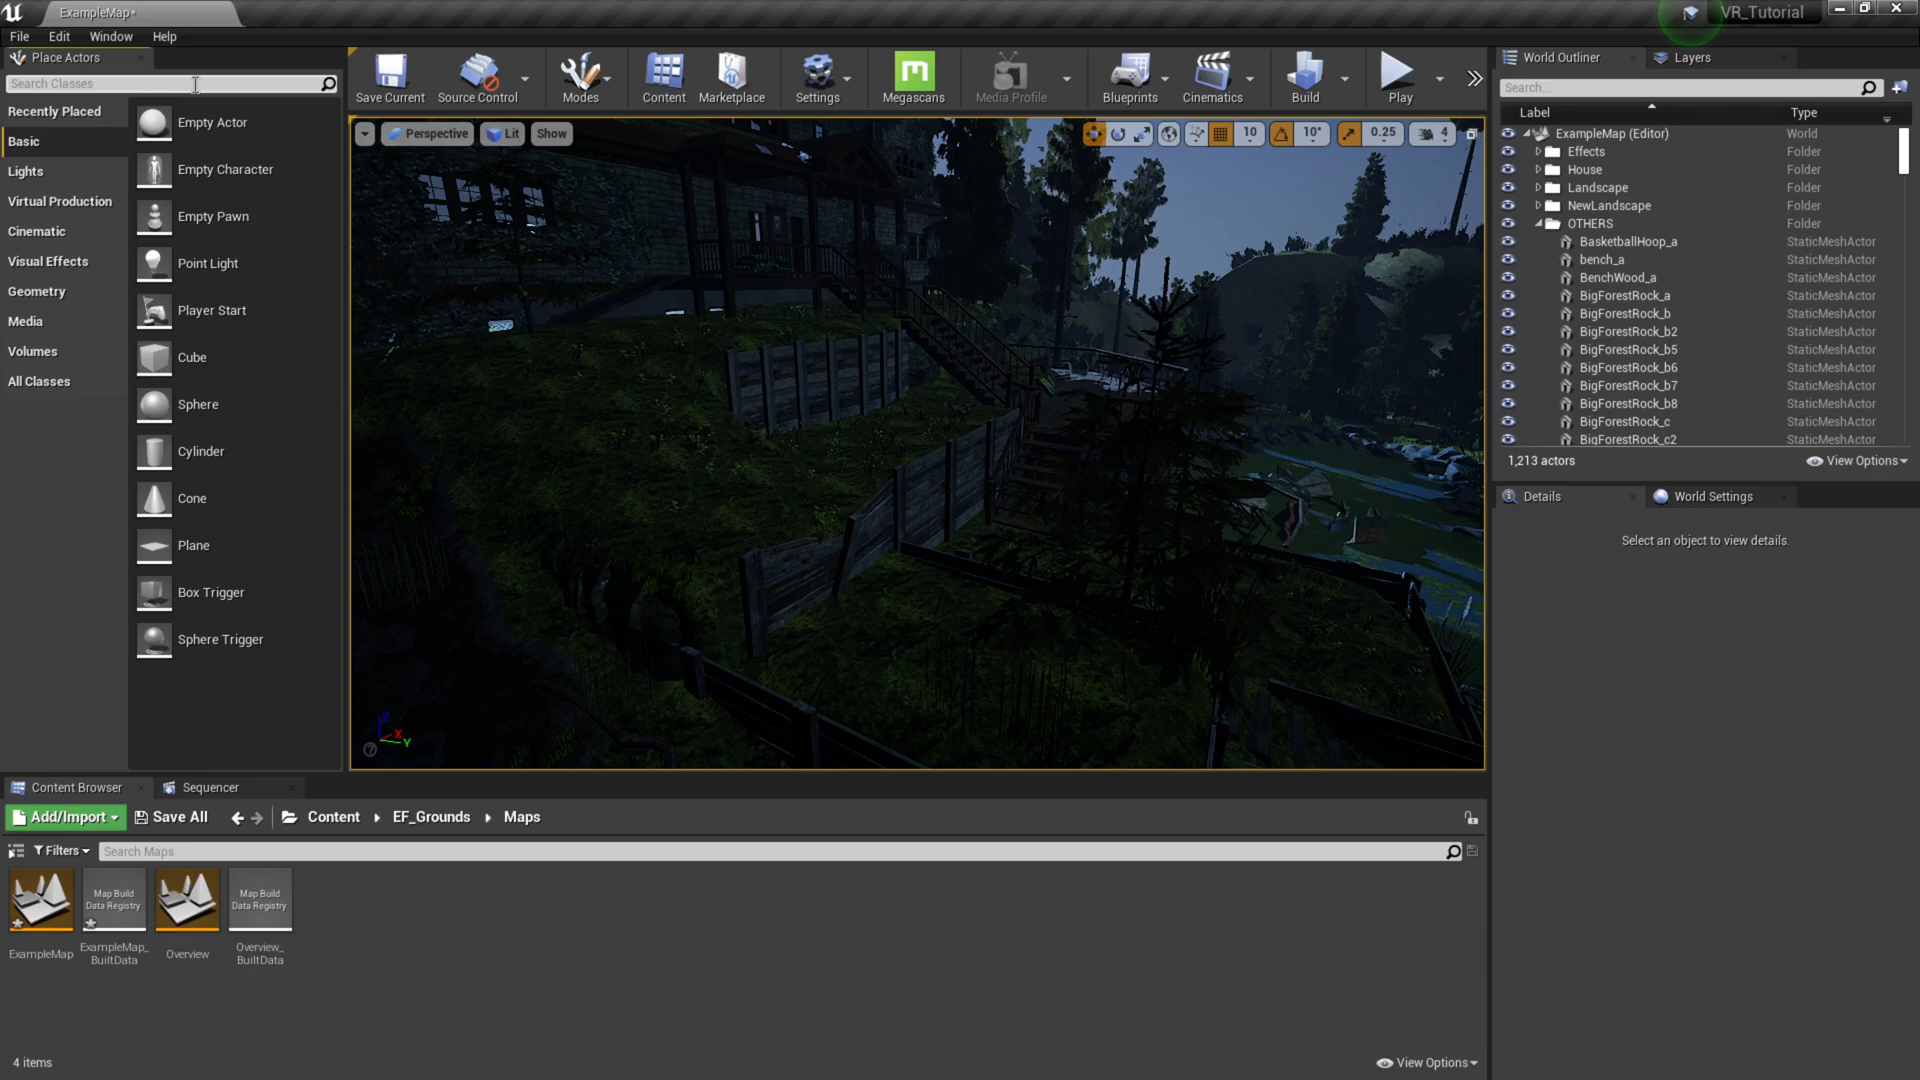 ExampleMap*
VR_Tutorial
File Edit Window Help
Place Actors
Search Classes
Recently Placed
Basic
Lights
Virtual Production
Cinematic
Visual Effects
Geometry
Media
Volumes
All Classes
Empty Actor
Empty Character
Empty Pawn
Point Light
Player Start
Cube
Sphere
Cylinder
Cone
Plane
Box Trigger
Sphere Trigger
Save Current Source Control Modes Content Marketplace Settings Megascans Media Profile Blueprints Cinematics Build Play
Perspective Lit Show 10 10° 0.25 4
Z
X
Y
World Outliner Layers
Search...
Label Type
ExampleMap (Editor) World
Effects Folder
House Folder
Landscape Folder
NewLandscape Folder
OTHERS Folder
BasketballHoop_a StaticMeshActor
bench_a StaticMeshActor
BenchWood_a StaticMeshActor
BigForestRock_a StaticMeshActor
BigForestRock_b StaticMeshActor
BigForestRock_b2 StaticMeshActor
BigForestRock_b5 StaticMeshActor
BigForestRock_b6 StaticMeshActor
BigForestRock_b7 StaticMeshActor
BigForestRock_b8 StaticMeshActor
BigForestRock_c StaticMeshActor
BigForestRock_c2 StaticMeshActor
1,213 actors View Options
Details World Settings
Select an object to view details.
Content Browser Sequencer
Add/Import Save All Content EF_Grounds Maps
Filters Search Maps
Map Build
Data Registry
Map Build
Data Registry
ExampleMap
ExampleMap_
BuiltData
Overview
Overview_
BuiltData
4 items View Options